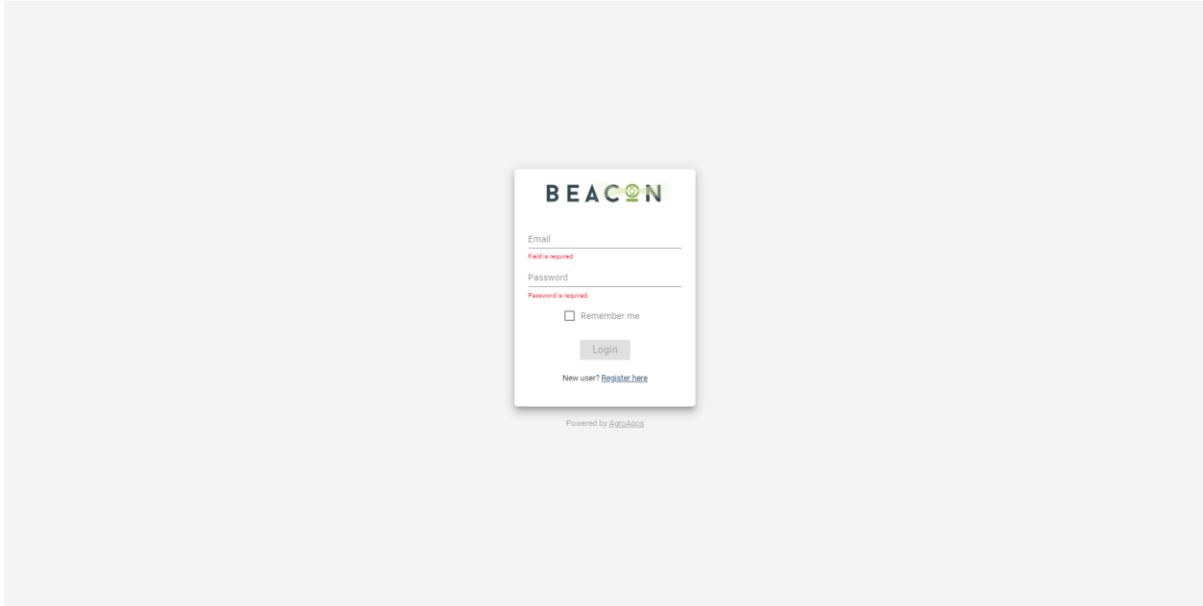 BEACON
Email
Field is required
Password
Password is required.
Remember me
Login
New user? Register here
Powered by AgroApps